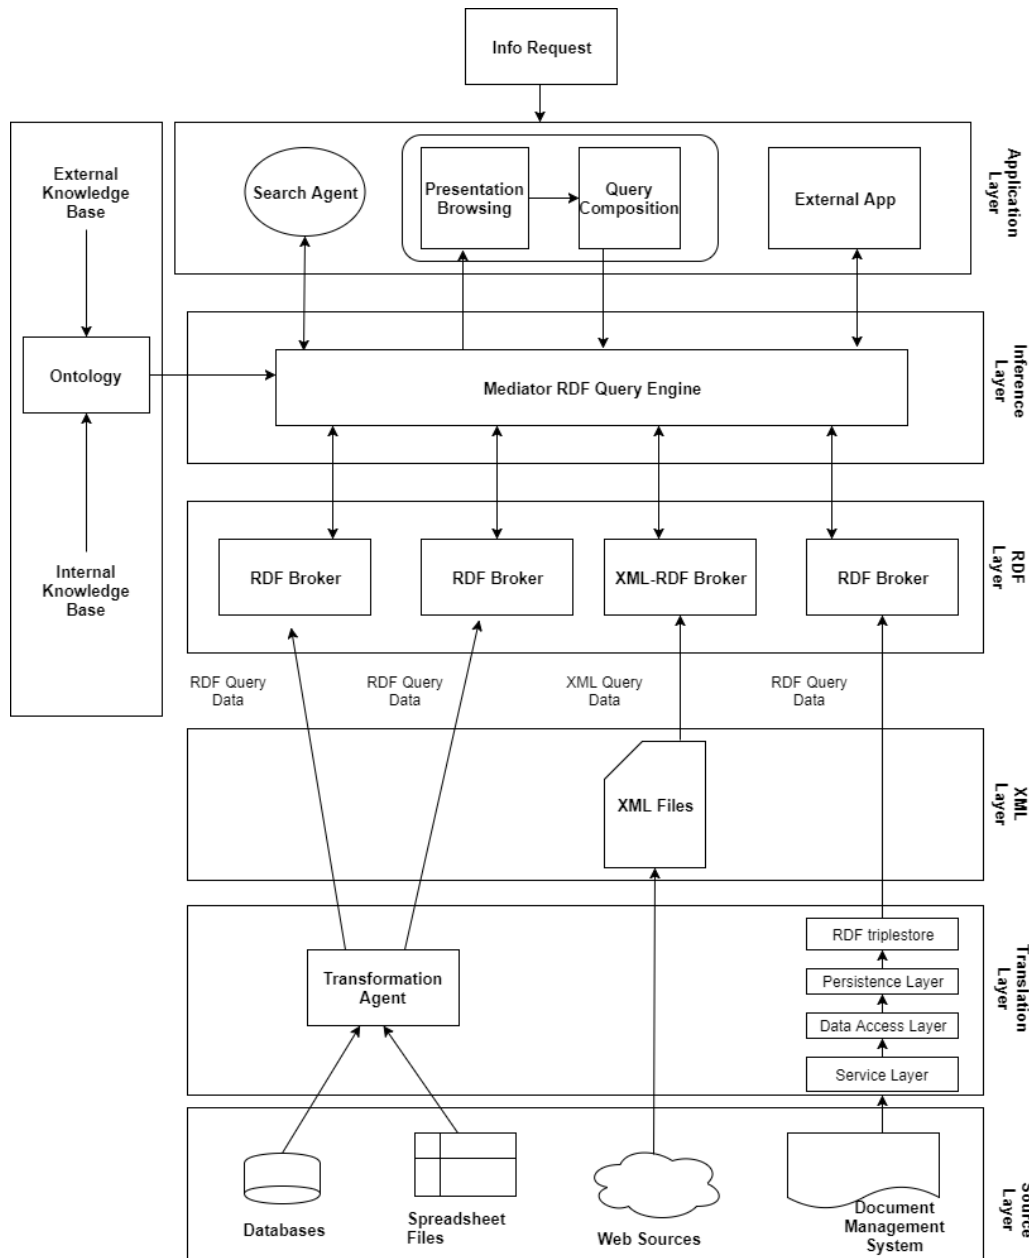 Info Request
Application
Layer
External
Knowledge
Base
Search Agent
Presentation
Browsing
Query
Composition
External App
Inference
Layer
Ontology
Mediator RDF Query Engine
RDF
Layer
Internal
Knowledge
Base
RDF Broker
RDF Broker
XML-RDF Broker
RDF Broker
RDF Query
Data
RDF Query
Data
XML Query
Data
RDF Query
Data
XML
Layer
XML Files
Translation
Layer
Transformation
Agent
RDF triplestore
Persistence Layer
Data Access Layer
Service Layer
Source
Layer
Databases
Spreadsheet
Files
Web Sources
Document
Management
System